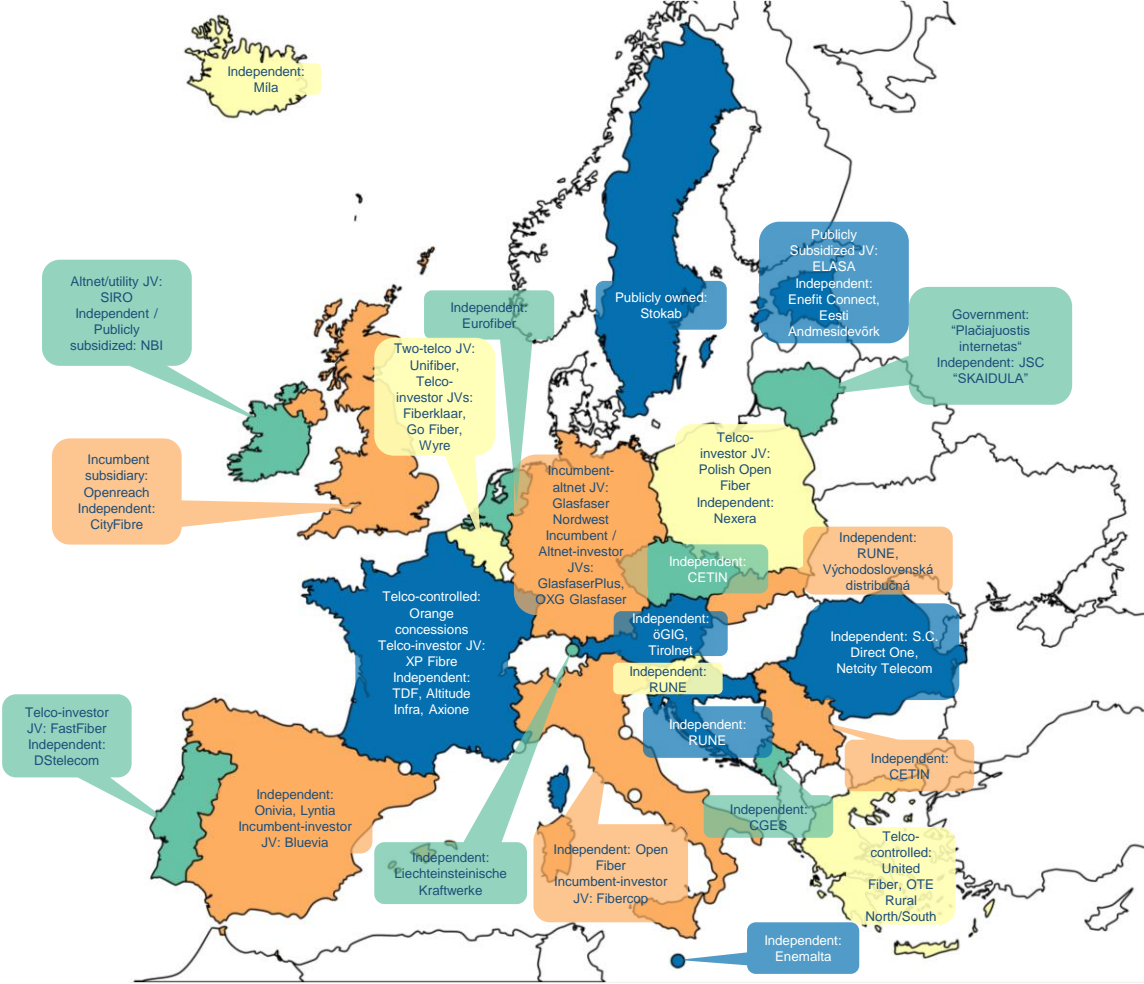 Independent:
Míla
Publicly
Subsidized JV:
ELASA
Independent:
Enefit Connect,
Eesti
Andmesidevõrk
Altnet/utility JV:
SIRO
Independent /
Publicly
subsidized: NBI
Independent:
Eurofiber
Publicly owned:
Stokab
Government:
“Plačiajuostis
internetas“
Independent: JSC
“SKAIDULA”
Two-telco JV:
Unifiber,
Telco-
investor JVs:
Fiberklaar,
Go Fiber,
Wyre
Telco-
investor JV:
Polish Open
Fiber
Independent:
Nexera
Incumbent
subsidiary:
Openreach
Independent:
CityFibre
Incumbent-
altnet JV:
Glasfaser
Nordwest
Incumbent /
Altnet-investor
JVs:
GlasfaserPlus,
OXG Glasfaser
Independent:
CETIN
Independent:
RUNE,
Východoslovenská
distribučná
Telco-controlled:
Orange
concessions
Telco-investor JV:
XP Fibre
Independent:
TDF, Altitude
Infra, Axione
Independent:
öGIG,
Tirolnet
Independent: S.C.
Direct One,
Netcity Telecom
Independent:
RUNE
Independent:
RUNE
Telco-investor
JV: FastFiber
Independent:
DStelecom
Independent:
CETIN
Independent:
Onivia, Lyntia
Incumbent-investor
JV: Bluevia
Independent:
CGES
Independent:
Liechteinsteinische
Kraftwerke
Independent: Open
Fiber
Incumbent-investor
JV: Fibercop
Telco-
controlled:
United
Fiber, OTE
Rural
North/South
Independent:
Enemalta